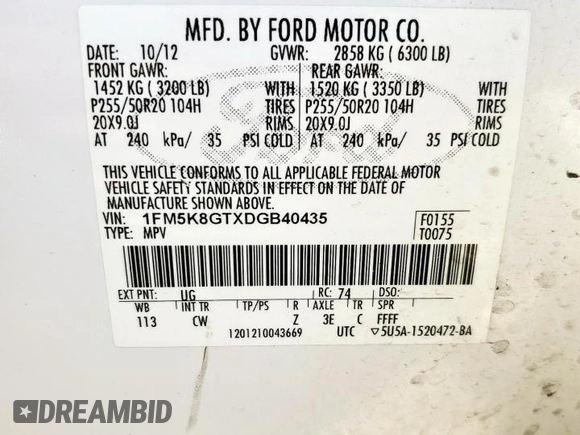 MFD. BY FORD MOTOR CO.
DATE: 10/12 GVWR: 2858 KG ( 6300 LB)
FRONT GAWR: REAR GAWR:
1452 KG ( 3200 LB) WITH 1520 KG ( 3350 LB) WITH
P255/50R20 104H TIRES P255/50R20 104H TIRES
20X9.0J RIMS 20X9.0J RIMS
AT 240 kPa/ 35 PSI COLD AT 240 kPa/ 35 PSI COLD
Ford
THIS VEHICLE CONFORMS TO ALL APPLICABLE FEDERAL MOTOR
VEHICLE SAFETY STANDARDS IN EFFECT ON THE DATE OF
MANUFACTURE SHOWN ABOVE.
VIN: 1FM5K8GTXDGB40435 F0155
TYPE: MPV T0075
EXT PNT: UG RC: 74 DSO:
WB INT TR TP/PS R AXLE TR SPR
113 CW Z 3E C FFFF
1201210043669 UTC ▽5U5A-1520472-BA
DREAMBID